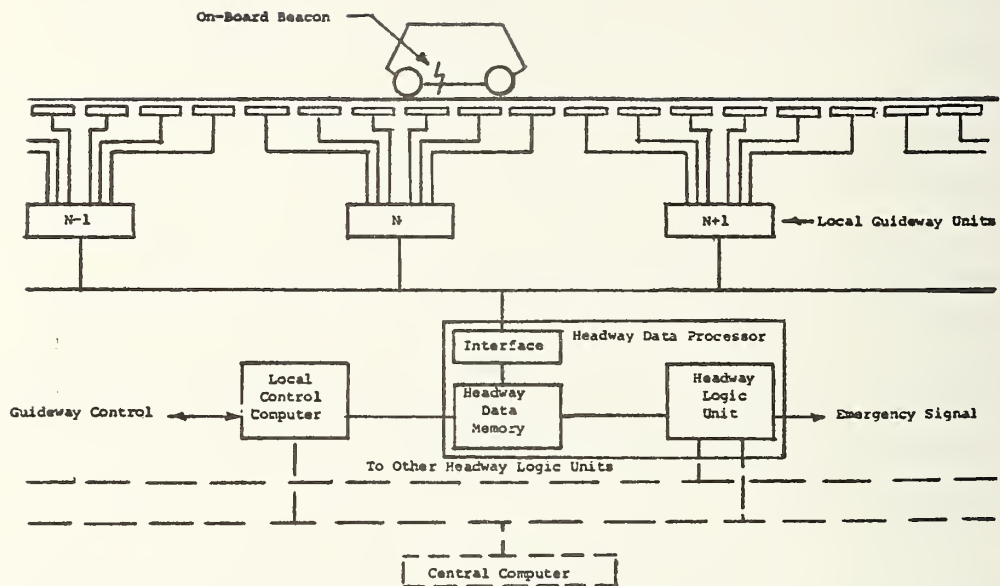 On-Board Beacon
N-1
N
N+1
Local Guideway Units
Headway Data Processor
Interface
Local
Control
Computer
Headway
Data
Memory
Headway
Logic
Unit
Guideway Control
Emergency Signal
To Other Headway Logic Units
Central Computer